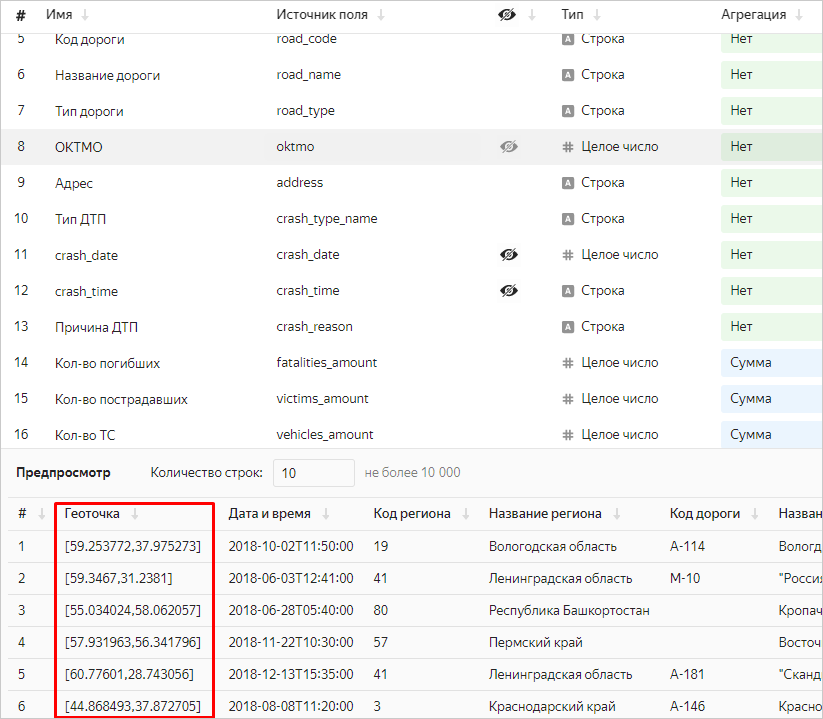 # Имя Источник поля Тип Агрегация
5 Код дороги road_code Строка Нет
6 Название дороги road_name A Строка Нет
7 Тип дороги road_type A Строка Нет
8 ОКТМО oktmo # Целое число Нет
9 Адрес address A Строка Нет
10 Тип ДТП crash_type_name A Строка Нет
11 crash_date crash_date # Целое число Нет
12 crash_time crash_time A Строка Нет
13 Причина ДТП crash_reason A Строка Нет
14 Кол-во погибших fatalities_amount # Целое число Сумма
15 Кол-во пострадавших victims_amount # Целое число Сумма
16 Кол-во ТС vehicles_amount # Целое число Сумма
Предпросмотр Количество строк: 10 не более 10 000
# Геоточка Дата и время Код региона Название региона Код дороги Назван
1 [59.253772,37.975273] 2018-10-02T11:50:00 19 Вологодская область А-114 Вологд
2 [59.3467,31.2381] 2018-06-03T12:41:00 41 Ленинградская область М-10 "Россия
3 [55.034024,58.062057] 2018-06-28T05:40:00 80 Республика Башкортостан Кропач
4 [57.931963,56.341796] 2018-11-22T10:30:00 57 Пермский край Восточ
5 [60.77601,28.743056] 2018-12-13T15:35:00 41 Ленинградская область А-181 "Сканд
6 [44.868493,37.872705] 2018-08-08T11:20:00 3 Краснодарский край А-146 Красно